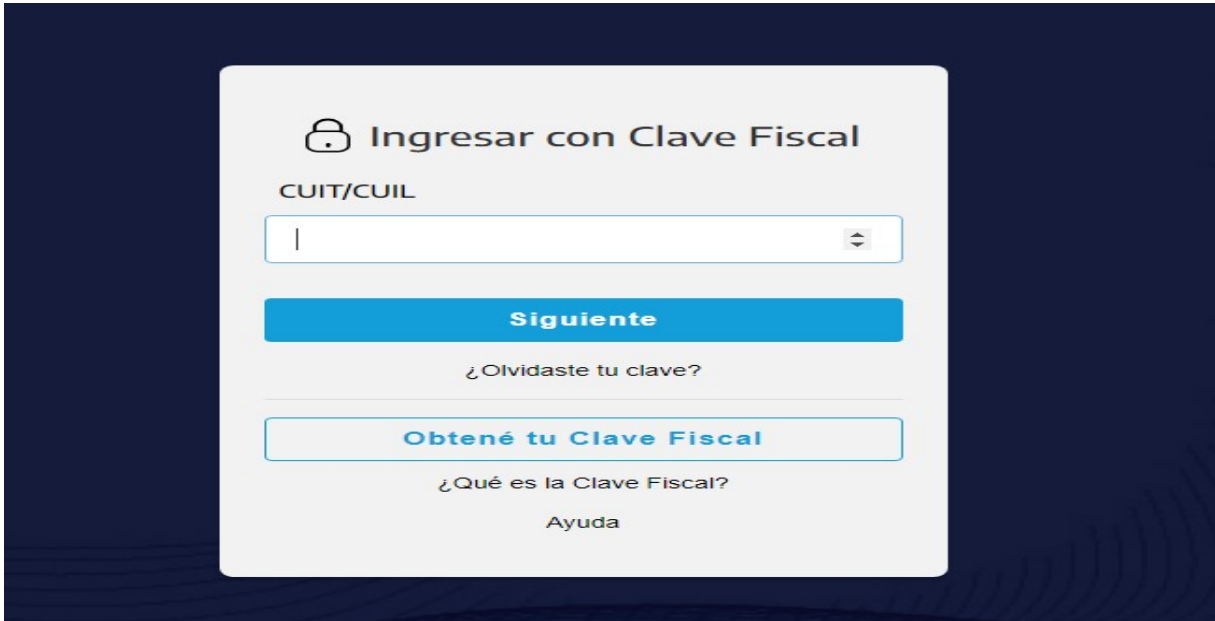 Ingresar con Clave Fiscal
CUIT/CUIL
Siguiente
¿Olvidaste tu clave?
Obtené tu Clave Fiscal
¿Qué es la Clave Fiscal?
Ayuda